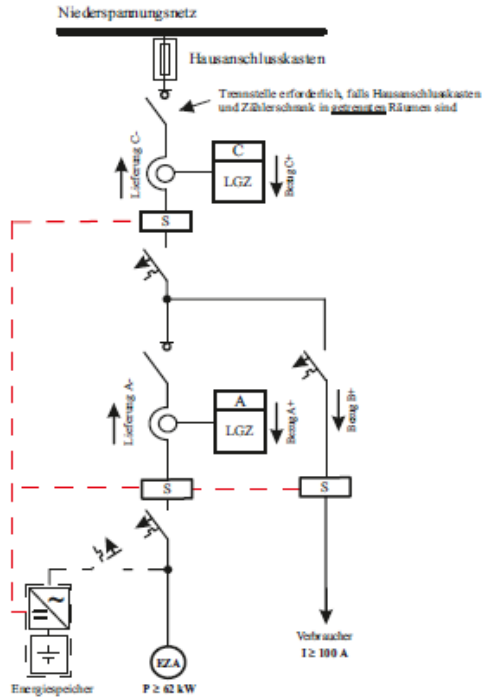 Niederspannungsnetz
Hausanschlusskasten
Trennstelle erforderlich, falls Hausanschlusskasten
und Zählerschrank in getrennten Räumen sind
Lieferung C-
C
LGZ
Bezug C+
S
Lieferung A-
A
LGZ
Bezug A+
Bezug B+
S
S
Energiespeicher
EZA
P ≥ 62 kW
Verbraucher
I ≥ 100 A